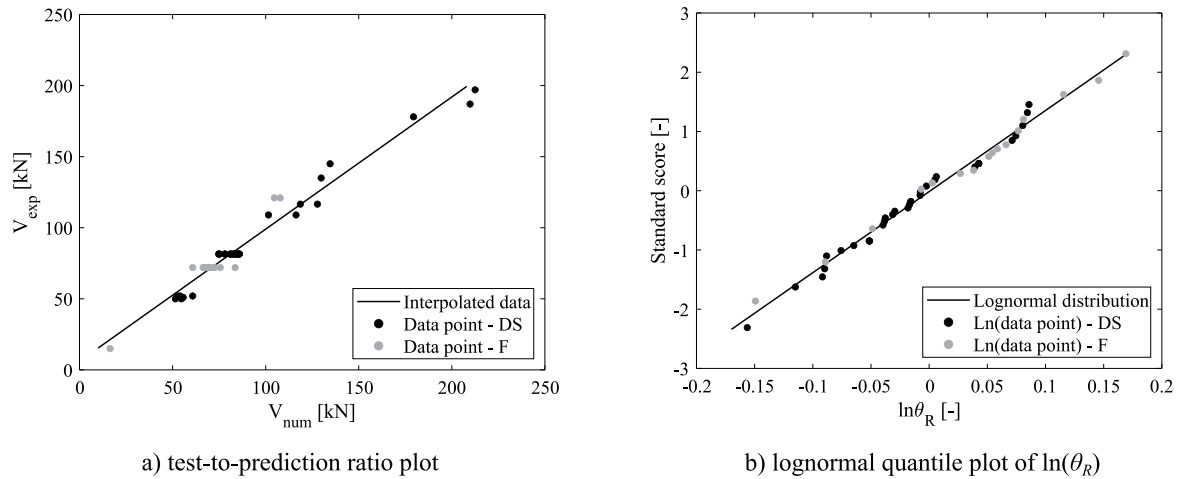 200
150
100
50
0
V_exp [kN]
250
0
50
100
150
200
250
V_num [kN]
Interpolated data
Data point - DS
Data point - F
a) test-to-prediction ratio plot
3
2
1
0
-1
-2
-3
Standard score [-]
-0.2
-0.15
-0.1
-0.05
0
0.05
0.1
0.15
0.2
lnθ_R [-]
Lognormal distribution
Ln(data point) - DS
Ln(data point) - F
b) lognormal quantile plot of ln(θ_R)